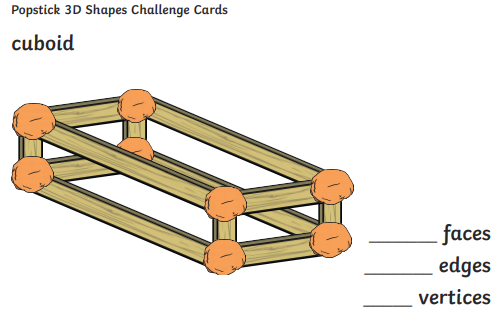 Popstick 3D Shapes Challenge Cards
cuboid
_______ faces
_______ edges
_____ vertices